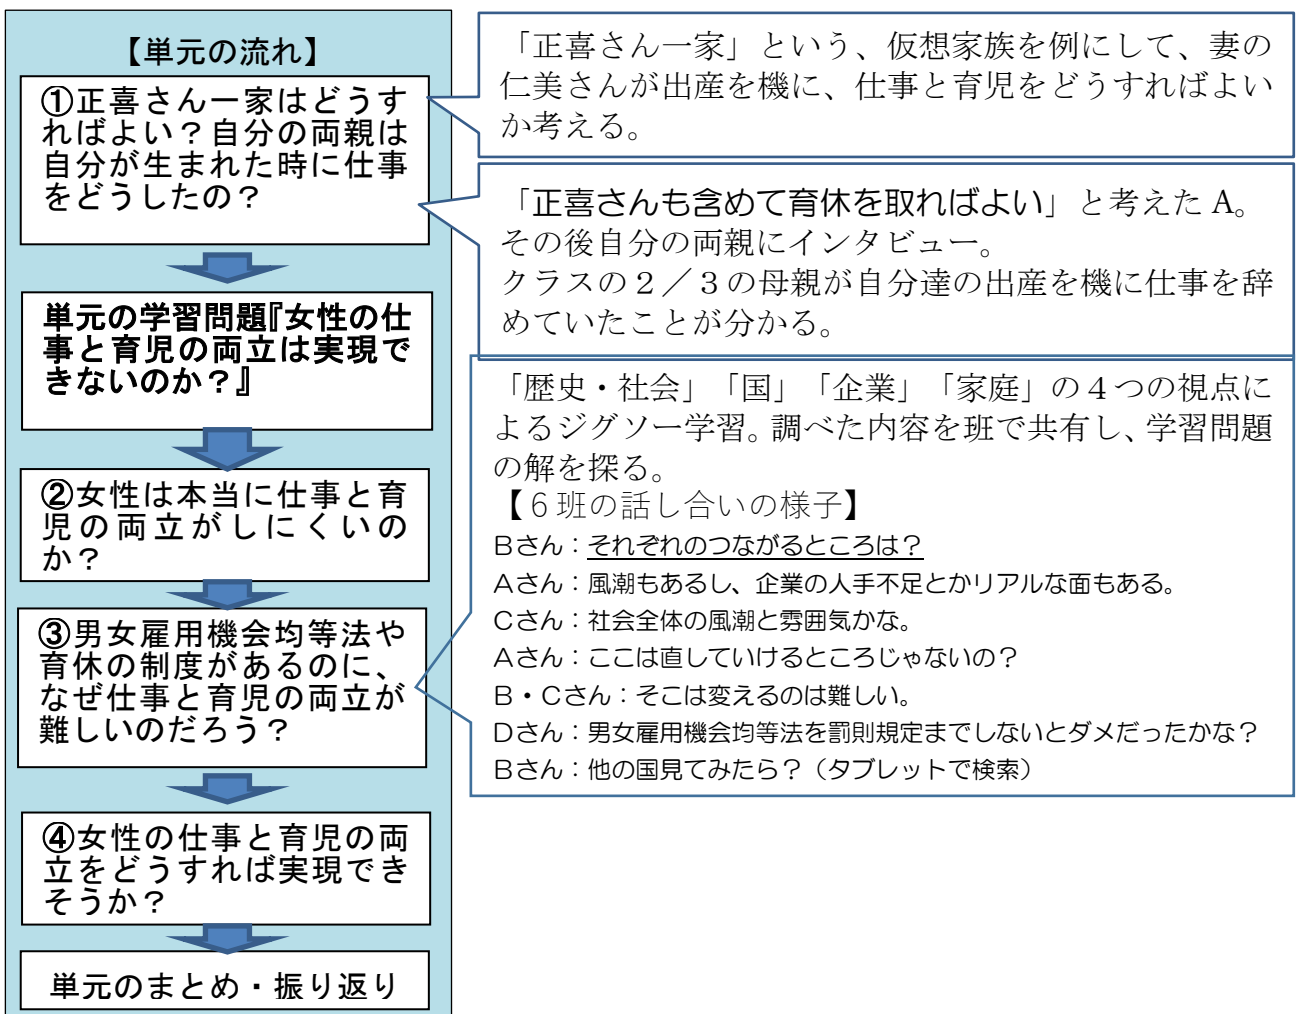 【単元の流れ】
①正喜さん一家はどうす
ればよい？自分の両親は
自分が生まれた時に仕事
をどうしたの？
単元の学習問題『女性の仕
事と育児の両立は実現で
きないのか？』
②女性は本当に仕事と育
児の両立がしにくいの
か？
③男女雇用機会均等法や
育休の制度があるのに、
なぜ仕事と育児の両立が
難しいのだろう？
④女性の仕事と育児の両
立をどうすれば実現でき
そうか？
単元のまとめ・振り返り
「正喜さん一家」という、仮想家族を例にして、妻の
仁美さんが出産を機に、仕事と育児をどうすればよい
か考える。
「正喜さんも含めて育休を取ればよい」と考えた A。
その後自分の両親にインタビュー。
クラスの２／３の母親が自分達の出産を機に仕事を辞
めていたことが分かる。
「歴史・社会」「国」「企業」「家庭」の４つの視点に
よるジグソー学習。調べた内容を班で共有し、学習問題
の解を探る。
【６班の話し合いの様子】
Ｂさん：それぞれのつながるところは？
Ａさん：風潮もあるし、企業の人手不足とかリアルな面もある。
Ｃさん：社会全体の風潮と雰囲気かな。
Ａさん：ここは直していけるところじゃないの？
Ｂ・Ｃさん：そこは変えるのは難しい。
Ｄさん：男女雇用機会均等法を罰則規定までしないとダメだったかな？
Ｂさん：他の国見てみたら？（タブレットで検索）